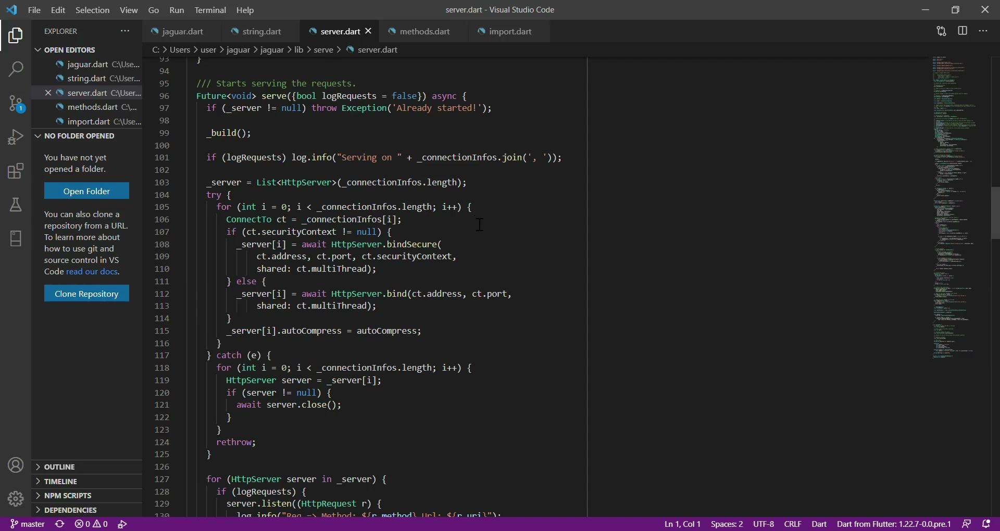 File Edit Selection View Go Run Terminal Help
server.dart - Visual Studio Code
EXPLORER
jaguar.dart string.dart server.dart methods.dart import.dart
C: > Users > user > jaguar > jaguar > lib > serve > server.dart
OPEN EDITORS
jaguar.dart C:\Use...
string.dart C:\User...
server.dart C:\User...
methods.dart C:\...
import.dart C:\Use...
NO FOLDER OPENED
You have not yet
opened a folder.
Open Folder
You can also clone a
repository from a URL.
To learn more about
how to use git and
source control in VS
Code read our docs.
Clone Repository
OUTLINE
TIMELINE
NPM SCRIPTS
DEPENDENCIES
1
93 }
94
95 /// Starts serving the requests.
96 Future<void> serve({bool logRequests = false}) async {
97 if (_server != null) throw Exception('Already started!');
98
99 _build();
100
101 if (logRequests) log.info("Serving on " + _connectionInfos.join(', '));
102
103 _server = List<HttpServer>(_connectionInfos.length);
104 try {
105 for (int i = 0; i < _connectionInfos.length; i++) {
106 ConnectTo ct = _connectionInfos[i];
107 if (ct.securityContext != null) {
108 _server[i] = await HttpServer.bindSecure(
109 ct.address, ct.port, ct.securityContext,
110 shared: ct.multiThread);
111 } else {
112 _server[i] = await HttpServer.bind(ct.address, ct.port,
113 shared: ct.multiThread);
114 }
115 _server[i].autoCompress = autoCompress;
116 }
117 } catch (e) {
118 for (int i = 0; i < _connectionInfos.length; i++) {
119 HttpServer server = _server[i];
120 if (server != null) {
121 await server.close();
122 }
123 }
124 rethrow;
125 }
126
127 for (HttpServer server in _server) {
128 if (logRequests) {
129 server.listen((HttpRequest r) {
130 log.info("Req => Method: ${r.method} Url: ${r.uri}");
master 0 0
Ln 1, Col 1 Spaces: 2 UTF-8 CRLF Dart Dart from Flutter: 1.22.7-0.0.pre.1